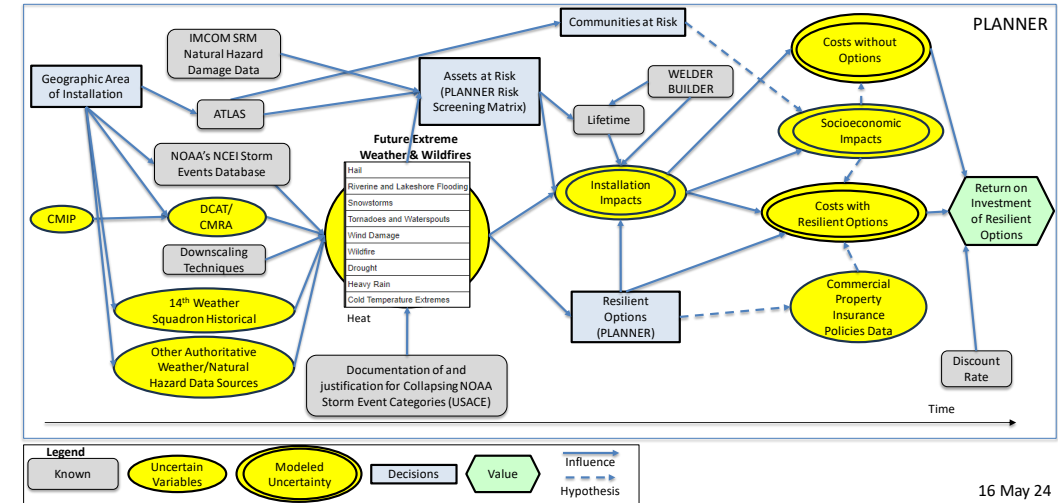 PLANNER
Communities at Risk
IMCOM SRM
Natural Hazard
Damage Data
Costs without
Options
Geographic Area
of Installation
Assets at Risk
(PLANNER Risk
Screening Matrix)
WELDER
BUILDER
ATLAS
Lifetime
Socioeconomic
Impacts
NOAA's NCEI Storm
Events Database
Future Extreme
Weather & Wildfires
Hail
Riverine and Lakeshore Flooding
Snowstorms
Tornadoes and Waterspouts
Wind Damage
Wildfire
Drought
Heavy Rain
Cold Temperature Extremes
Heat
Installation
Impacts
CMIP
DCAT/
CMRA
Costs with
Resilient Options
Return on
Investment
of Resilient
Options
Downscaling
Techniques
14th Weather
Squadron Historical
Resilient
Options
(PLANNER)
Commercial
Property
Insurance
Policies Data
Other Authoritative
Weather/Natural
Hazard Data Sources
Documentation of and
justification for Collapsing NOAA
Storm Event Categories (USACE)
Discount
Rate
Time
Legend
Known
Uncertain
Variables
Modeled
Uncertainty
Decisions
Value
Influence
Hypothesis
16 May 24